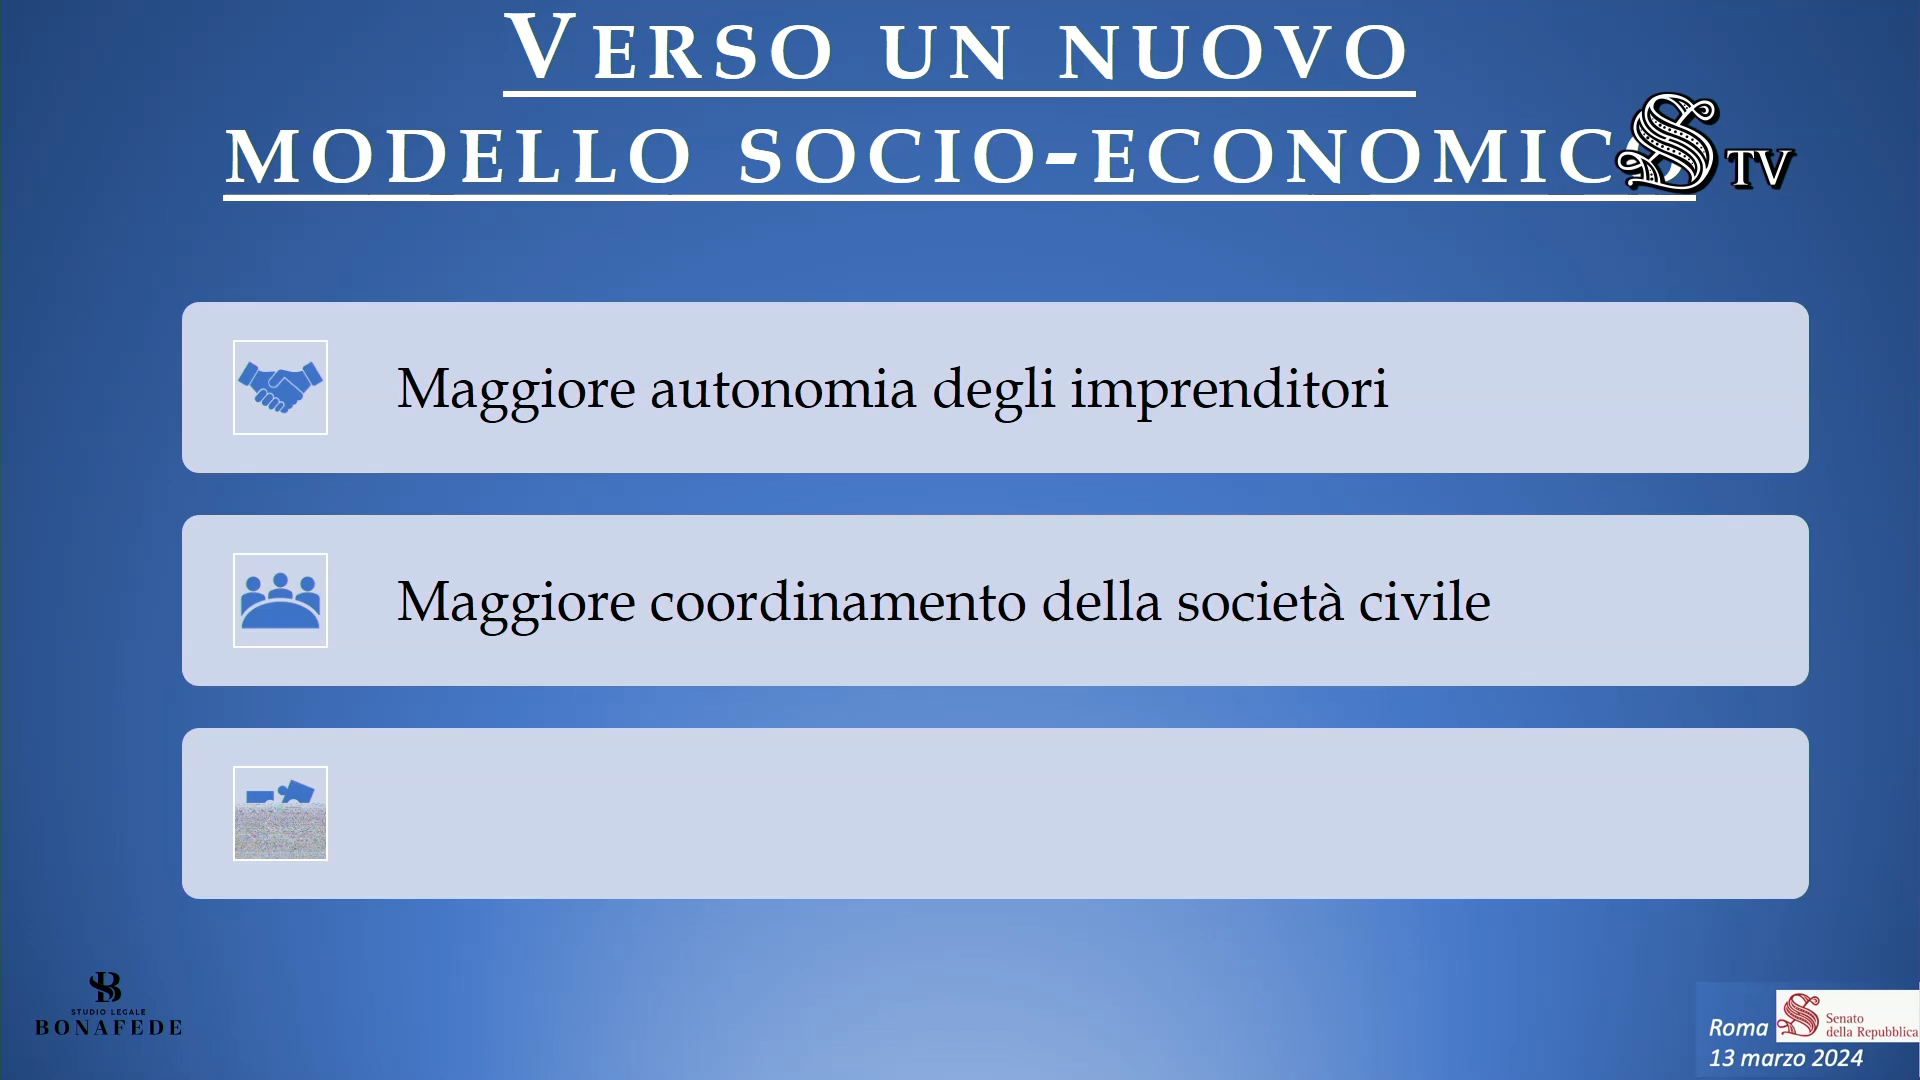 VERSO UN NUOVO
MODELLO SOCIO-ECONOMICO
TV
Maggiore autonomia degli imprenditori
Maggiore coordinamento della società civile
STUDIO LEGALE
BONAFEDE
Roma
Senato
della Repubblica
13 marzo 2024